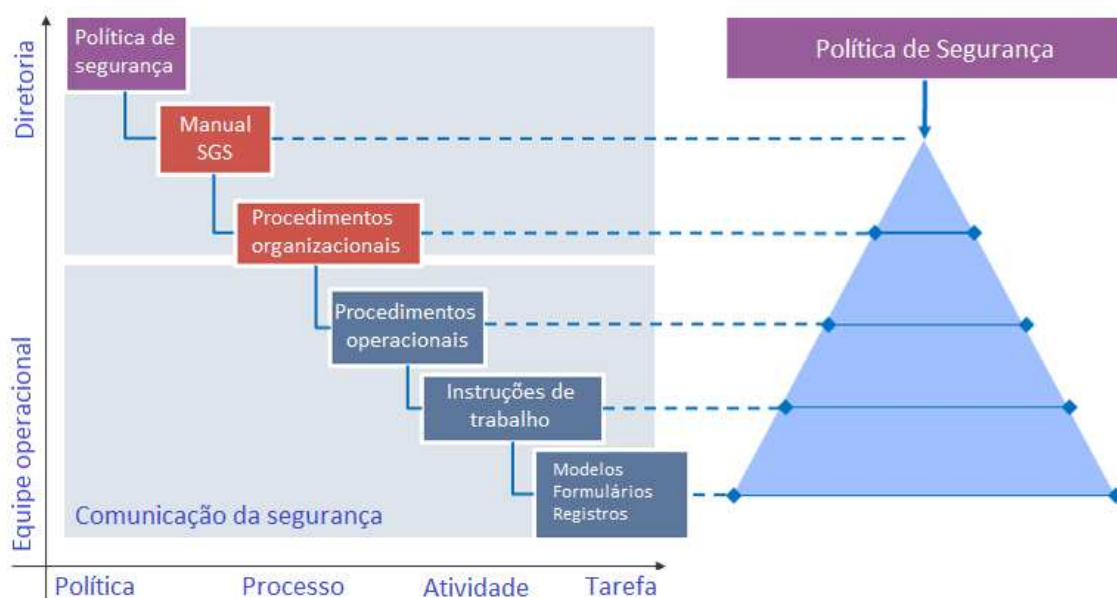 Diretoria
Equipe operacional
Política de
segurança
Manual
SGS
Procedimentos
organizacionais
Procedimentos
operacionais
Instruções de
trabalho
Modelos
Formulários
Registros
Comunicação da segurança
Política
Processo
Atividade
Tarefa
Política de Segurança